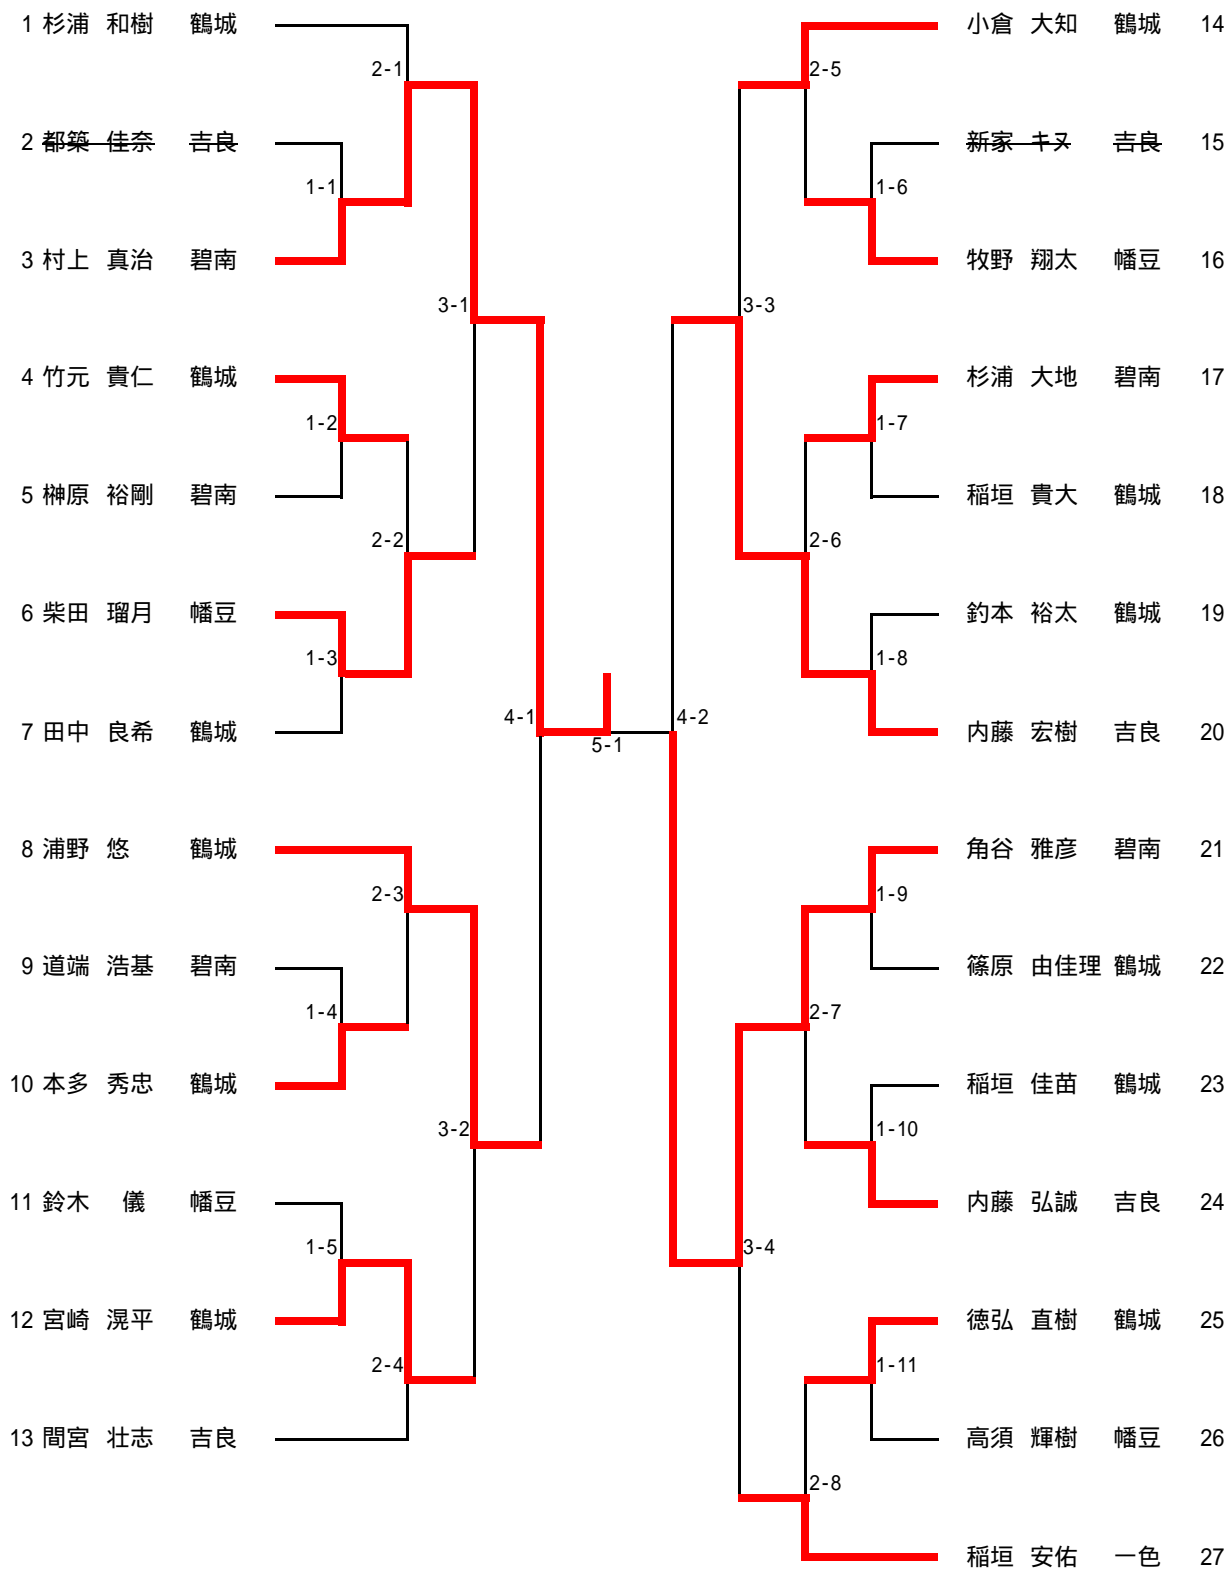 1 杉浦 和樹 鶴城
小倉 大知 鶴城 14
2-1
2-5
2 都築 佳奈 吉良
新家 キヌ 吉良 15
1-1
1-6
3 村上 真治 碧南
牧野 翔太 幡豆 16
3-1
3-3
4 竹元 貴仁 鶴城
杉浦 大地 碧南 17
1-2
1-7
5 榊原 裕剛 碧南
稲垣 貴大 鶴城 18
2-2
2-6
6 柴田 瑠月 幡豆
釣本 裕太 鶴城 19
1-3
1-8
4-1
4-2
7 田中 良希 鶴城
内藤 宏樹 吉良 20
5-1
8 浦野 悠 鶴城
角谷 雅彦 碧南 21
2-3
1-9
9 道端 浩基 碧南
篠原 由佳理 鶴城 22
1-4
2-7
10 本多 秀忠 鶴城
稲垣 佳苗 鶴城 23
3-2
1-10
11 鈴木 儀 幡豆
内藤 弘誠 吉良 24
1-5
3-4
12 宮崎 滉平 鶴城
徳弘 直樹 鶴城 25
2-4
1-11
13 間宮 壮志 吉良
高須 輝樹 幡豆 26
2-8
稲垣 安佑 一色 27